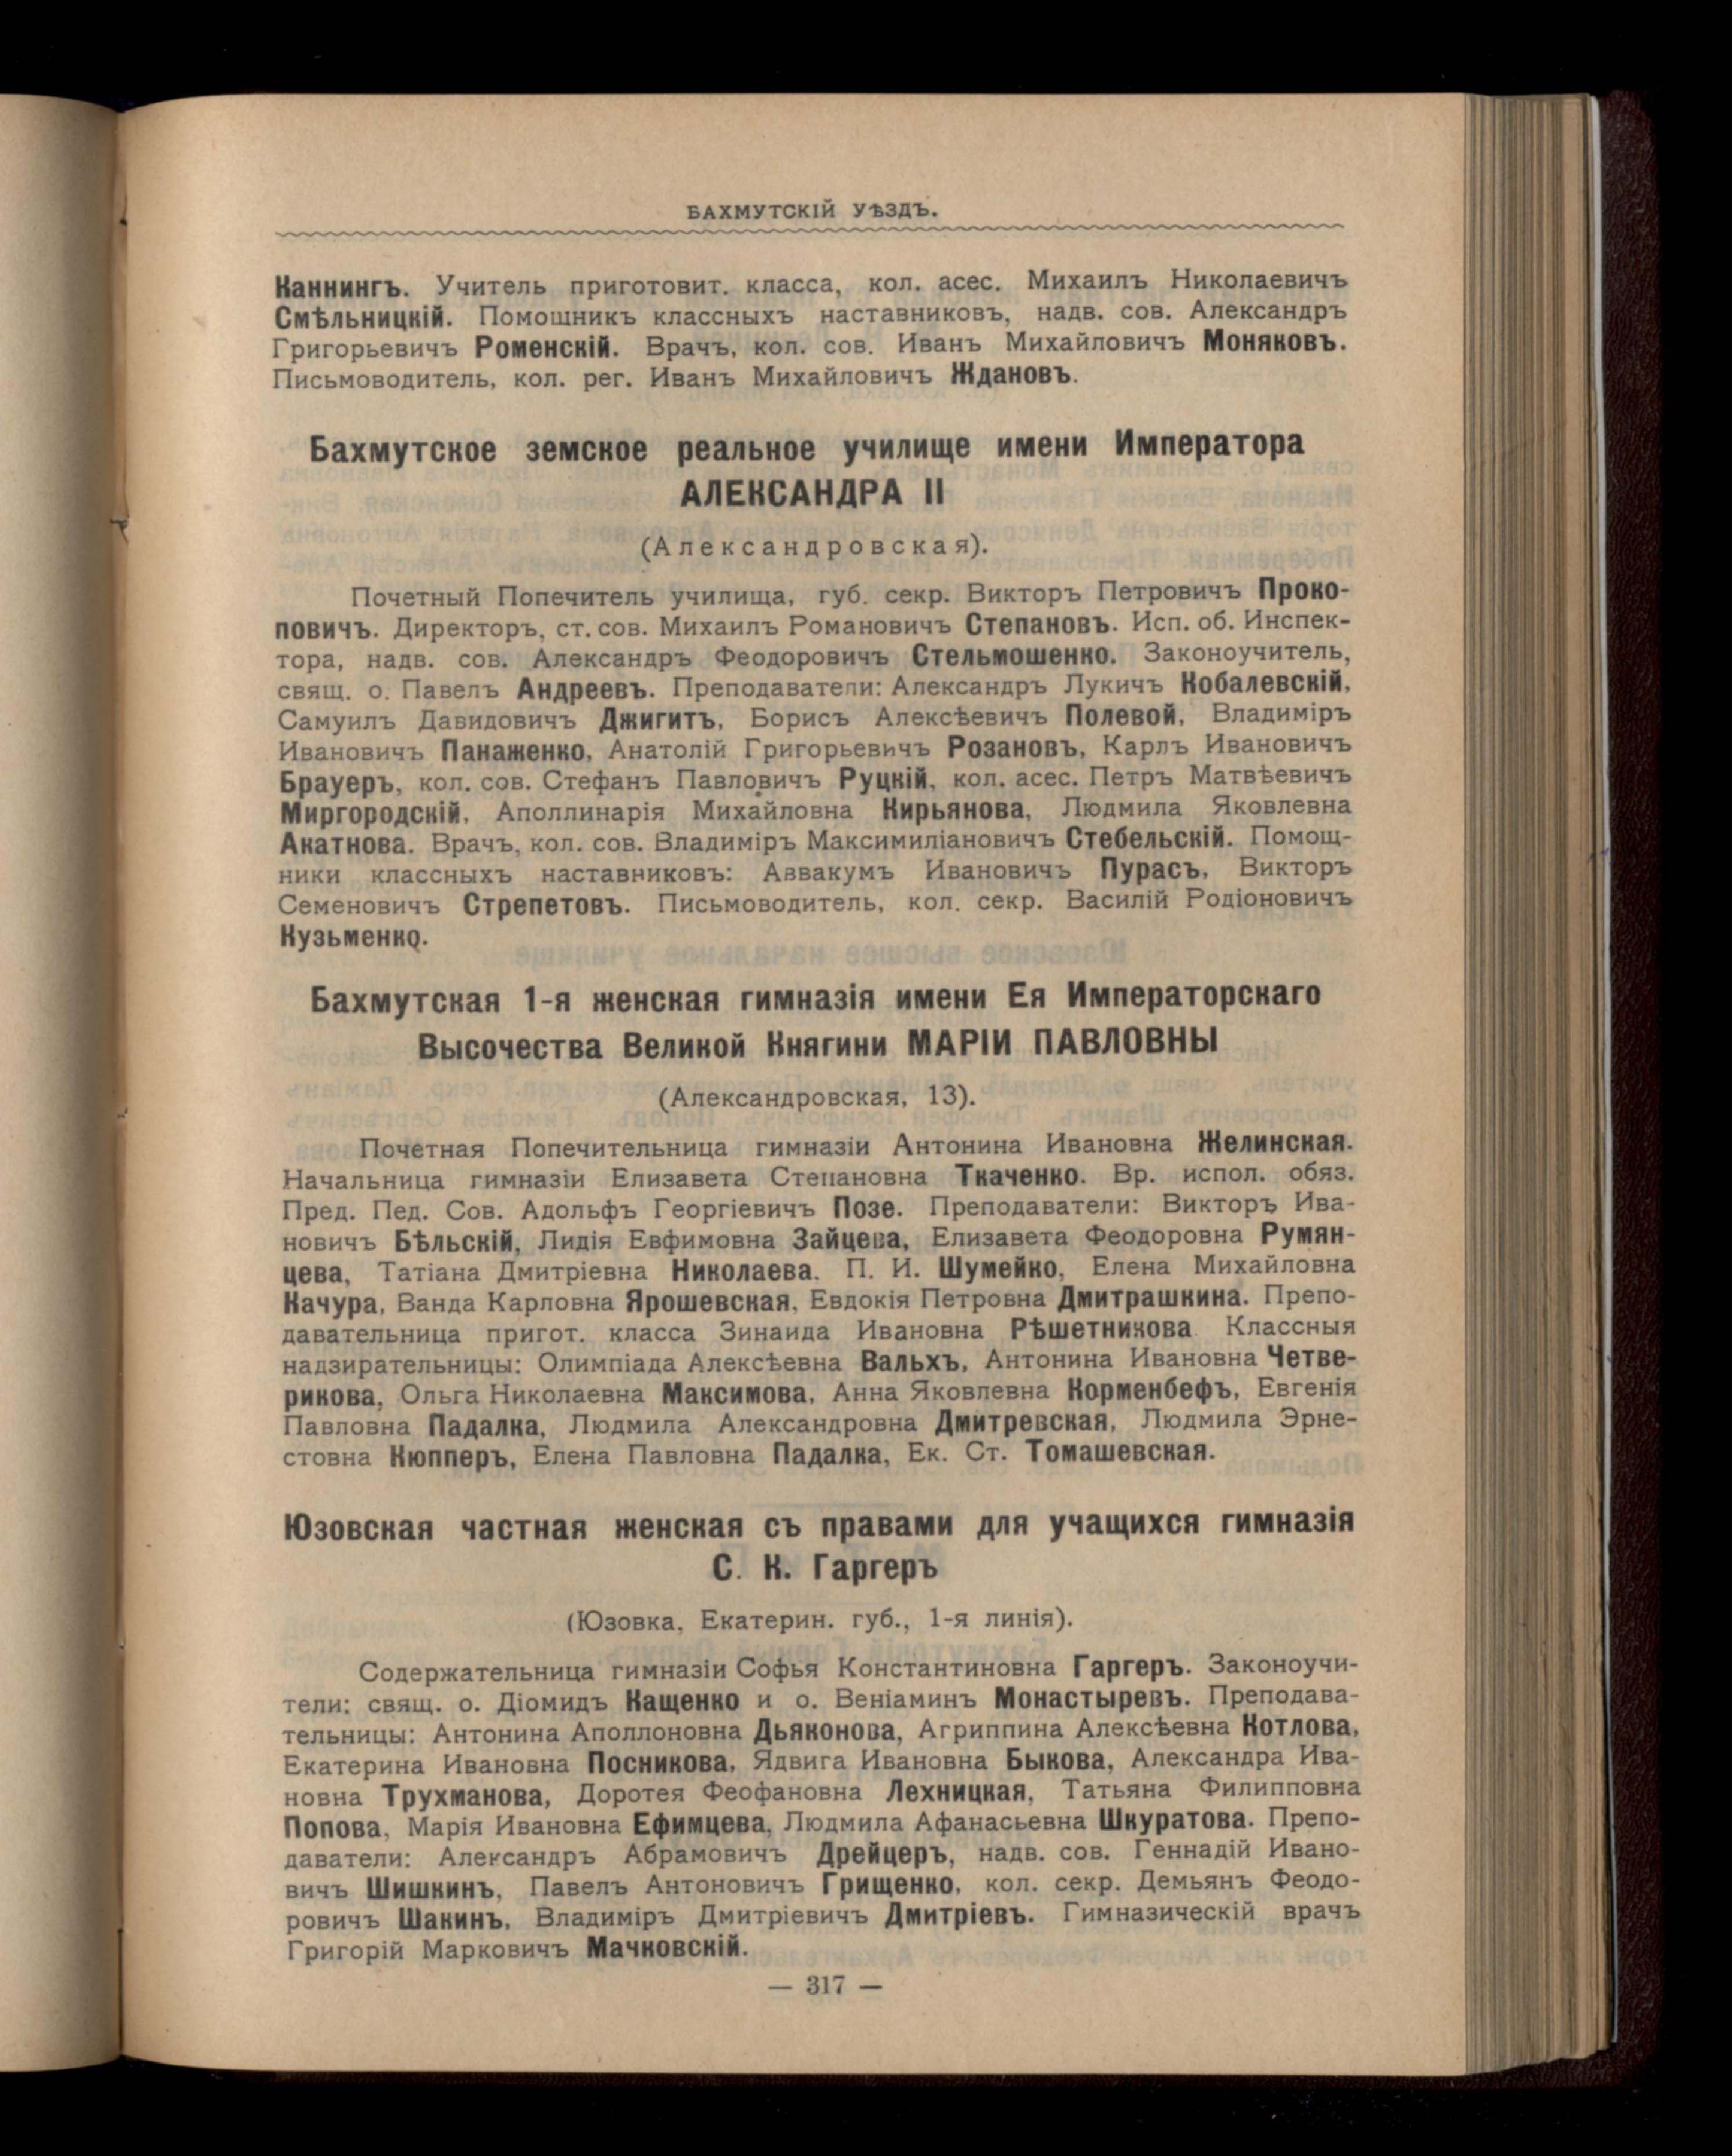 БАХМУТСКІЙ УѢЗДЪ.
Каннингъ. Учитель приготовит. класса, кол. асес. Михаилъ Николаевичъ
Смѣльницкій. Помошникъ классныхъ наставниковъ, надв. сов. Александръ
Григорьевичъ Роменскій. Врачъ, кол. сов. Иванъ Михайловичъ Моняковъ.
Письмоводитель, кол. рег. Иванъ Михайловичъ Ждановъ.
Бахмутское земское реальное училище имени Императора
АЛЕКСАНДРА II
(Александровская).
Почетный Попечитель училища, губ. секр. Викторъ Петровичъ Проко-
повичъ. Директоръ, ст. сов. Михаилъ Романовичъ Степановъ. Исп. об. Инспек-
тора, надв. сов. Александръ Феодоровичъ Стельмошенко. Законоучитель,
свящ. о. Павелъ Андреевъ. Преподаватели: Александръ Лукичъ Кобалевскій,
Самуилъ Давидовичъ Джигитъ, Борисъ Алексѣевичъ Полевой, Владиміръ
Ивановичъ Панаженко, Анатолій Григорьевичъ Розановъ, Карлъ Ивановичъ
Брауеръ, кол. сов. Стефанъ Павловичъ Руцкій, кол. асес. Петръ Матвѣевичъ
Миргородскій, Аполлинарія Михайловна Кирьянова, Людмила Яковлевна
Акатнова. Врачъ, кол. сов. Владиміръ Максимиліановичъ Стебельскій. Помощ-
ники классныхъ наставниковъ: Аввакумъ Ивановичъ Пурасъ, Викторъ
Семеновичъ Стрепетовъ. Письмоводитель, кол. секр. Василій Родіоновичъ
Кузьменко.
Бахмутская 1-я женская гимназія имени Ея Императорскаго
Высочества Великой Княгини МАРІИ ПАВЛОВНЫ
(Александровская, 13).
Почетная Попечительница гимназіи Антонина Ивановна Желинская.
Начальница гимназіи Елизавета Степановна Ткаченко. Вр. испол. обяз.
Пред. Пед. Сов. Адольфъ Георгіевичъ Позе. Преподаватели: Викторъ Ива-
новичъ Бѣльскій, Лидія Евфимовна Зайцева, Елизавета Феодоровна Румян-
цева, Татіана Дмитріевна Николаева. П. И. Шумейко, Елена Михайловна
Качура, Ванда Карловна Ярошевская, Евдокія Петровна Дмитрашкина. Препо-
давательница пригот. класса Зинаида Ивановна Рѣшетникова Классныя
надзирательницы: Олимпіада Алексѣевна Вальхъ, Антонина Ивановна Четве-
рикова, Ольга Николаевна Максимова, Анна Яковлевна Корменбефъ, Евгенія
Павловна Падалка, Людмила Александровна Дмитревская, Людмила Эрне-
стовна Кюпперъ, Елена Павловна Падалка, Ек. Ст. Томашевская.
Юзовская частная женская съ правами для учащихся гимназія
С. К. Гаргеръ
(Юзовка, Екатерин. губ., 1-я линія).
Содержательница гимназіи Софья Константиновна Гаргеръ. Законоучи-
тели: свящ. о. Діомидъ Кащенко и о. Веніаминъ Монастыревъ. Преподава-
тельницы: Антонина Аполлоновна Дьяконова, Агриппина Алексѣевна Котлова,
Екатерина Ивановна Посникова, Ядвига Ивановна Быкова, Александра Ива-
новна Трухманова, Доротея Феофановна Лехницкая, Татьяна Филипповна
Попова, Марія Ивановна Ефимцева, Людмила Афанасьевна Шкуратова. Препо-
даватели: Александръ Абрамовичъ Дрейцеръ, надв. сов. Геннадій Ивано-
вичъ Шишкинъ, Павелъ Антоновичъ Грищенко, кол. секр. Демьянъ Феодо-
ровичъ Шакинъ, Владиміръ Дмитріевичъ Дмитріевъ. Гимназическій врачъ
Григорій Марковичъ Мачковскій.
— 317 —